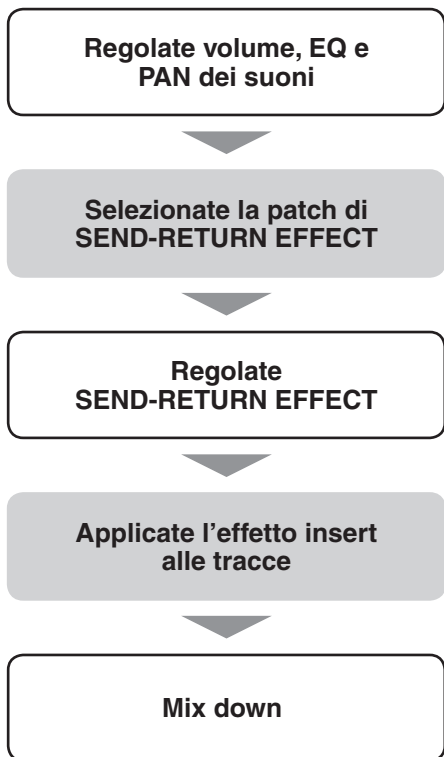 Regolate volume, EQ e
PAN dei suoni
Selezionate la patch di
SEND-RETURN EFFECT
Regolate
SEND-RETURN EFFECT
Applicate l’effetto insert
alle tracce
Mix down